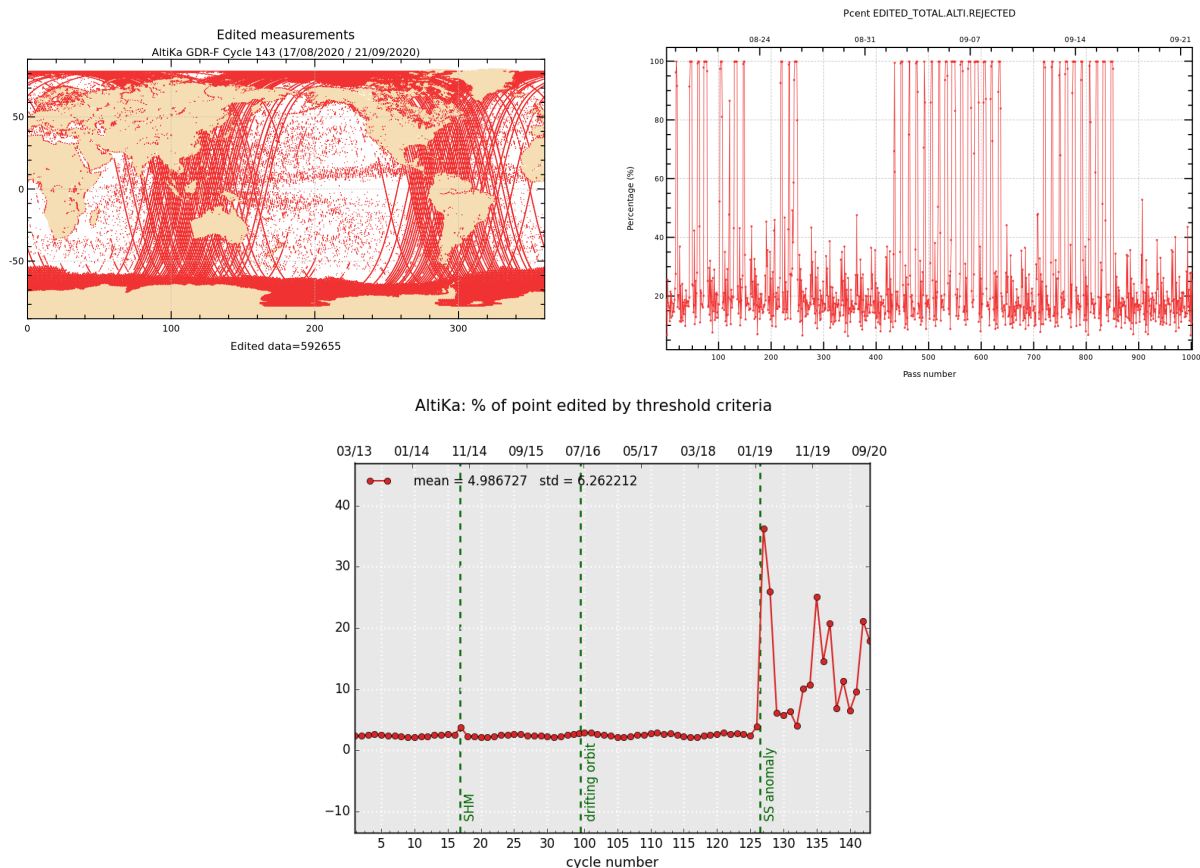 Edited measurements
AltiKa GDR-F Cycle 143 (17/08/2020 / 21/09/2020)
50
0
-50
0 100 200 300
Edited data=592655
Pcent EDITED_TOTAL.ALTI.REJECTED
08-24 08-31 09-07 09-14 09-21
Percentage (%)
100
80
60
40
20
100 200 300 400 500 600 700 800 900 1000
Pass number
AltiKa: % of point edited by threshold criteria
03/13 01/14 11/14 09/15 07/16 05/17 03/18 01/19 11/19 09/20
mean = 4.986727 std = 6.262212
40
30
20
10
0
−10
SHM
drifting orbit
SS anomaly
5 10 15 20 25 30 100 105 110 115 120 125 130 135 140
cycle number